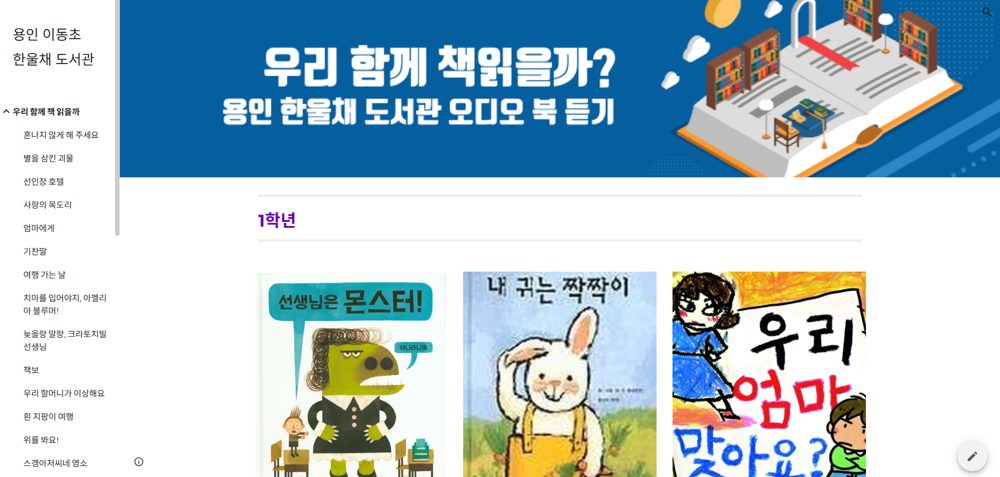 용인 이동초
한울채 도서관
우리 함께 책 읽을까
혼나지 않게 해 주세요
별을 삼킨 괴물
선인장 호텔
사랑의 목도리
엄마에게
기찬딸
여행 가는 날
치마를 입어야지, 아멜리
아 블루머!
늦을랑 말랑, 크라토치빌
선생님
책보
우리 할머니가 이상해요
흰 지팡이 여행
위를 봐요!
스갱아저씨네 염소
우리 함께 책읽을까?
용인 한울채 도서관 오디오 북 듣기
1학년
선생님은 몬스터!
아니라니까
내 귀는 짝짝이
우리
엄마
맞아요?